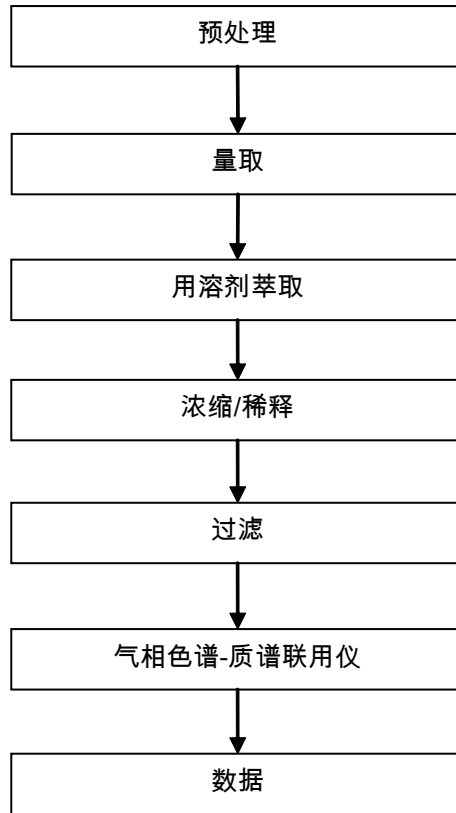 预处理
量取
用溶剂萃取
浓缩/稀释
过滤
气相色谱-质谱联用仪
数据